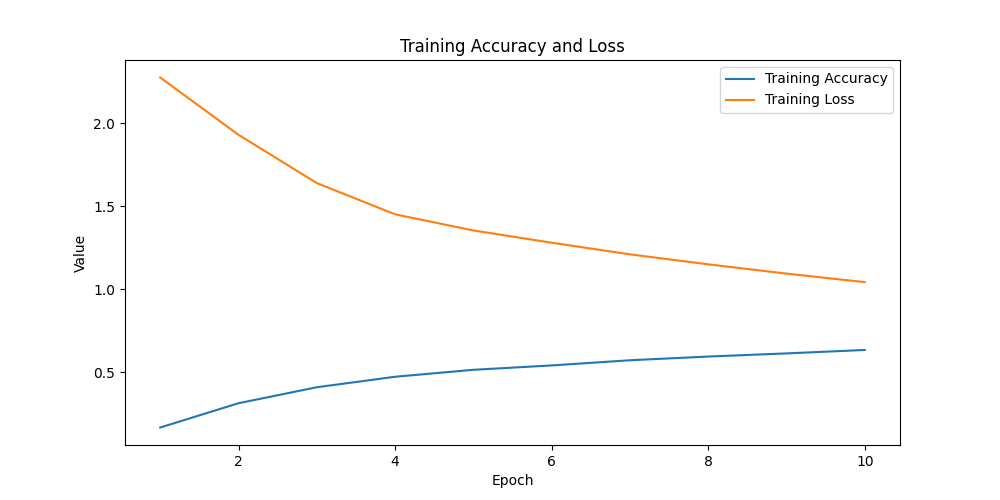 Training Accuracy and Loss
Training Accuracy
Training Loss
Value
2.0
1.5
1.0
0.5
2 4 6 8 10
Epoch